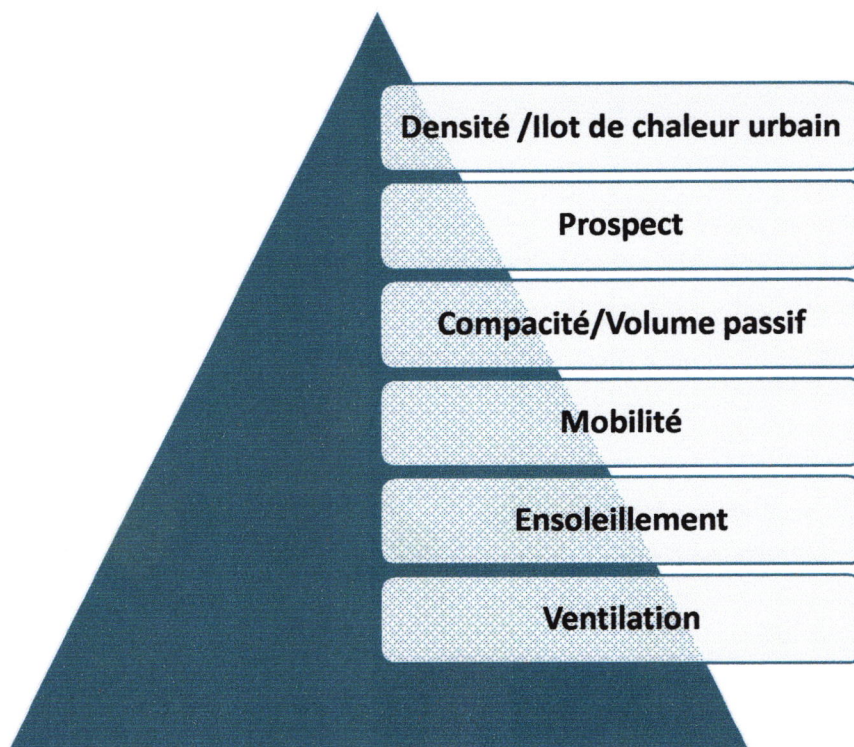 Densité /Ilot de chaleur urbain
Prospect
Compacité/Volume passif
Mobilité
Ensoleillement
Ventilation